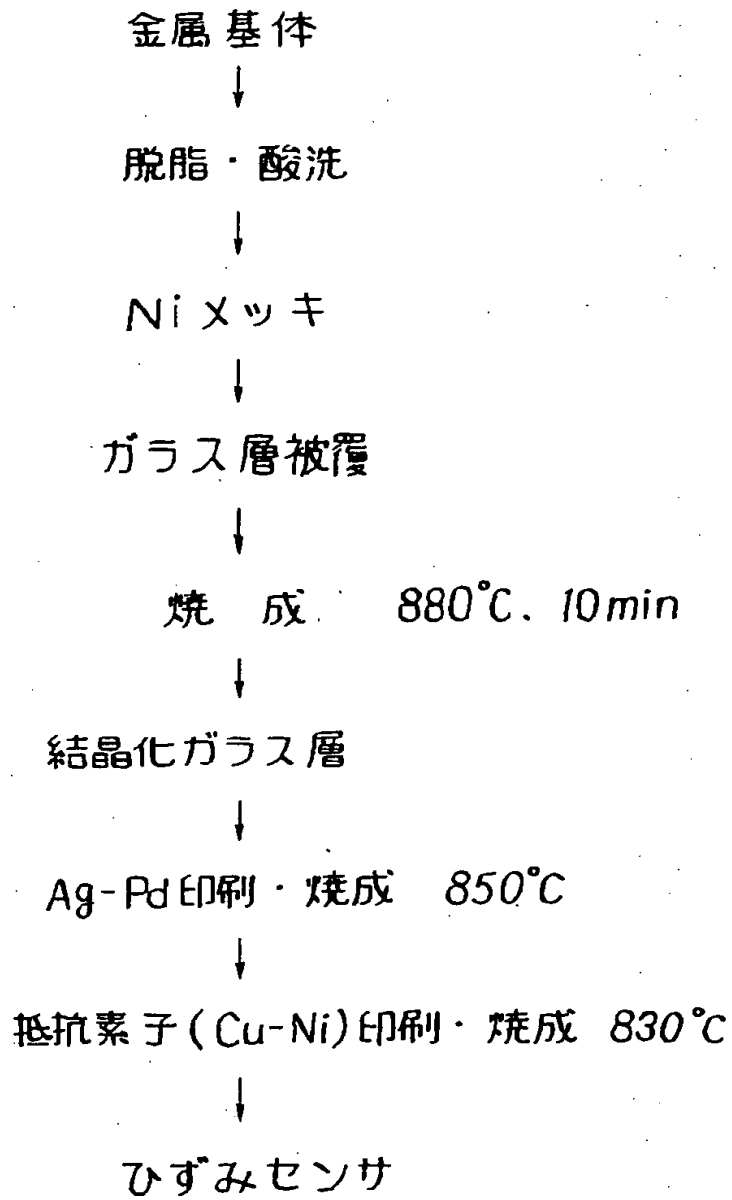 金属基体
↓
脱脂・酸洗
↓
Niメッキ
↓
ガラス層被覆
↓
焼 成 880℃. 10min
↓
結晶化ガラス層
↓
Ag-Pd印刷・焼成 850℃
↓
抵抗素子(Cu-Ni)印刷・焼成 830℃
↓
ひずみセンサ